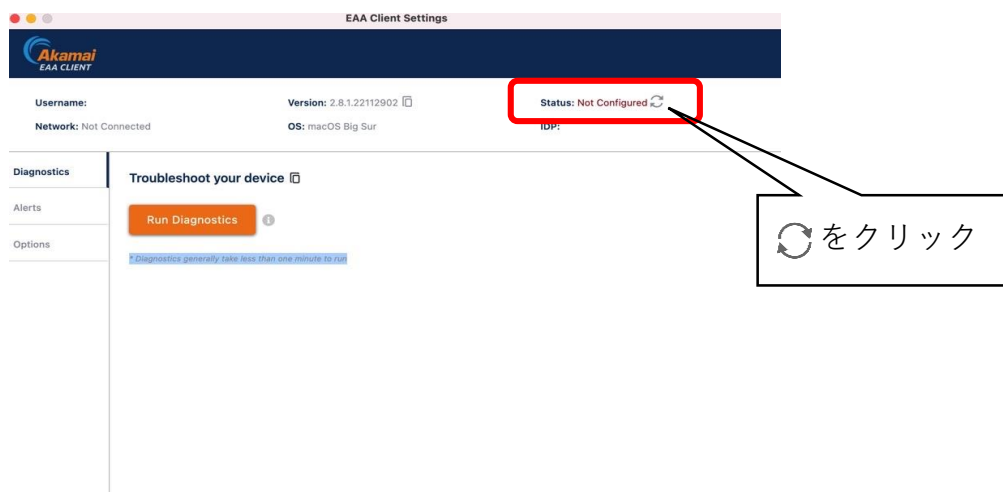 EAA Client Settings
Akamai
EAA CLIENT
Username:
Version: 2.8.1.22112902
Status: Not Configured
Network: Not Connected
OS: macOS Big Sur
IDP:
Diagnostics
Troubleshoot your device
Alerts
Run Diagnostics
をクリック
Options
* Diagnostics generally take less than one minute to run